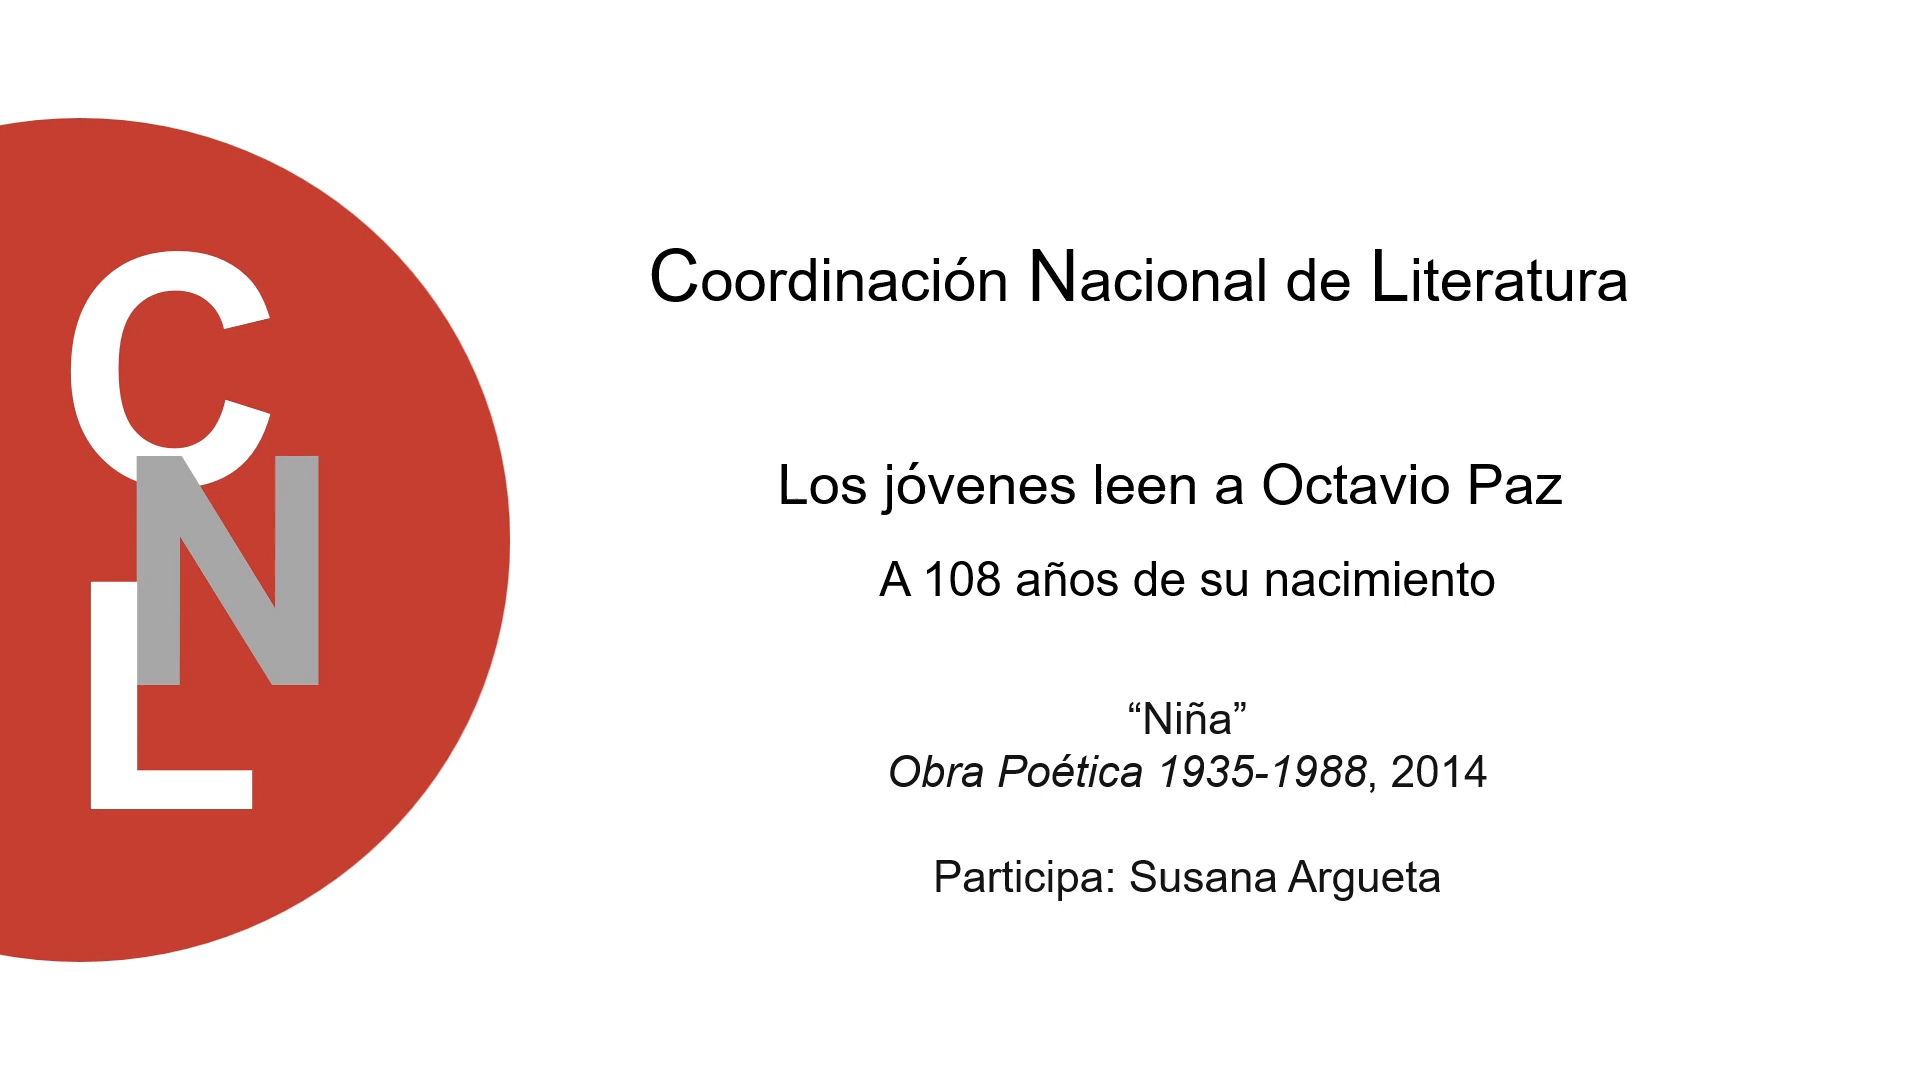 C
N
L
Coordinación Nacional de Literatura
Los jóvenes leen a Octavio Paz
A 108 años de su nacimiento
“Niña”
Obra Poética 1935-1988, 2014
Participa: Susana Argueta